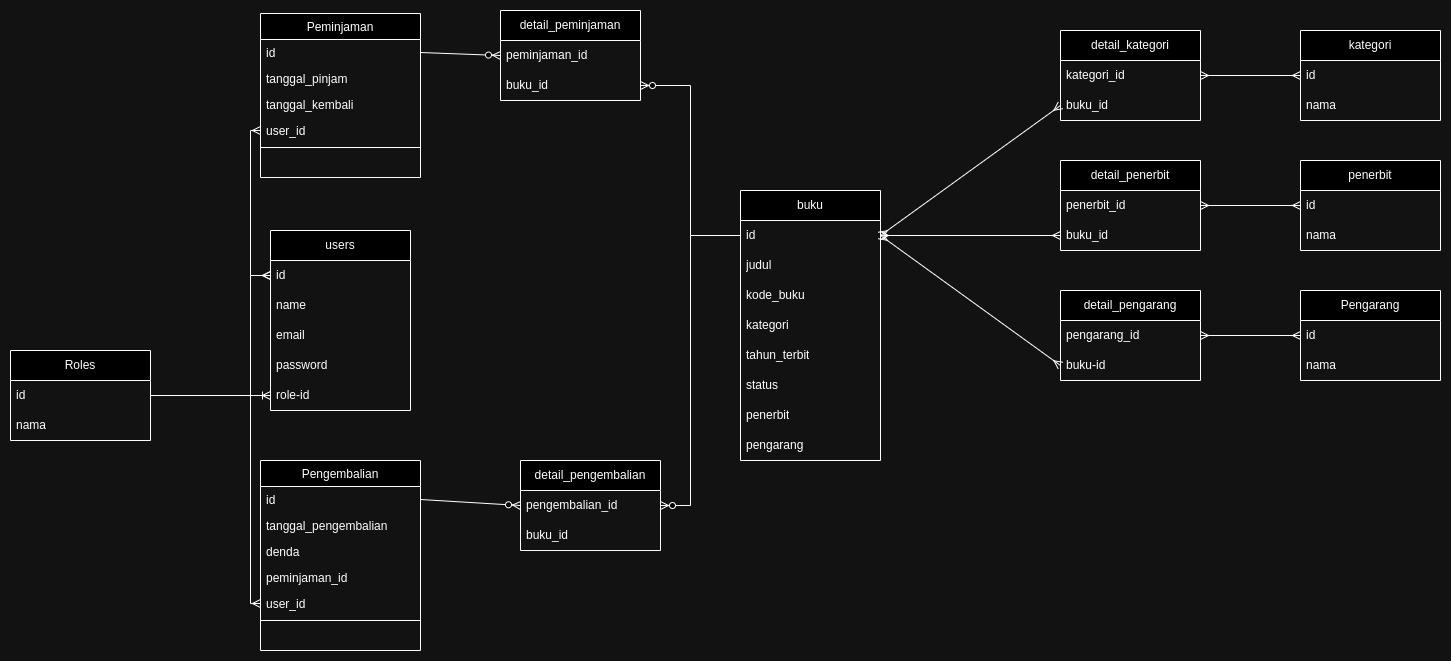 Peminjaman
id
tanggal_pinjam
tanggal_kembali
user_id
detail_peminjaman
peminjaman_id
buku_id
detail_kategori
kategori_id
buku_id
kategori
id
nama
detail_penerbit
penerbit_id
buku_id
penerbit
id
nama
buku
id
judul
kode_buku
kategori
tahun_terbit
status
penerbit
pengarang
users
id
name
email
password
role-id
detail_pengarang
pengarang_id
buku-id
Pengarang
id
nama
Roles
id
nama
Pengembalian
id
tanggal_pengembalian
denda
peminjaman_id
user_id
detail_pengembalian
pengembalian_id
buku_id